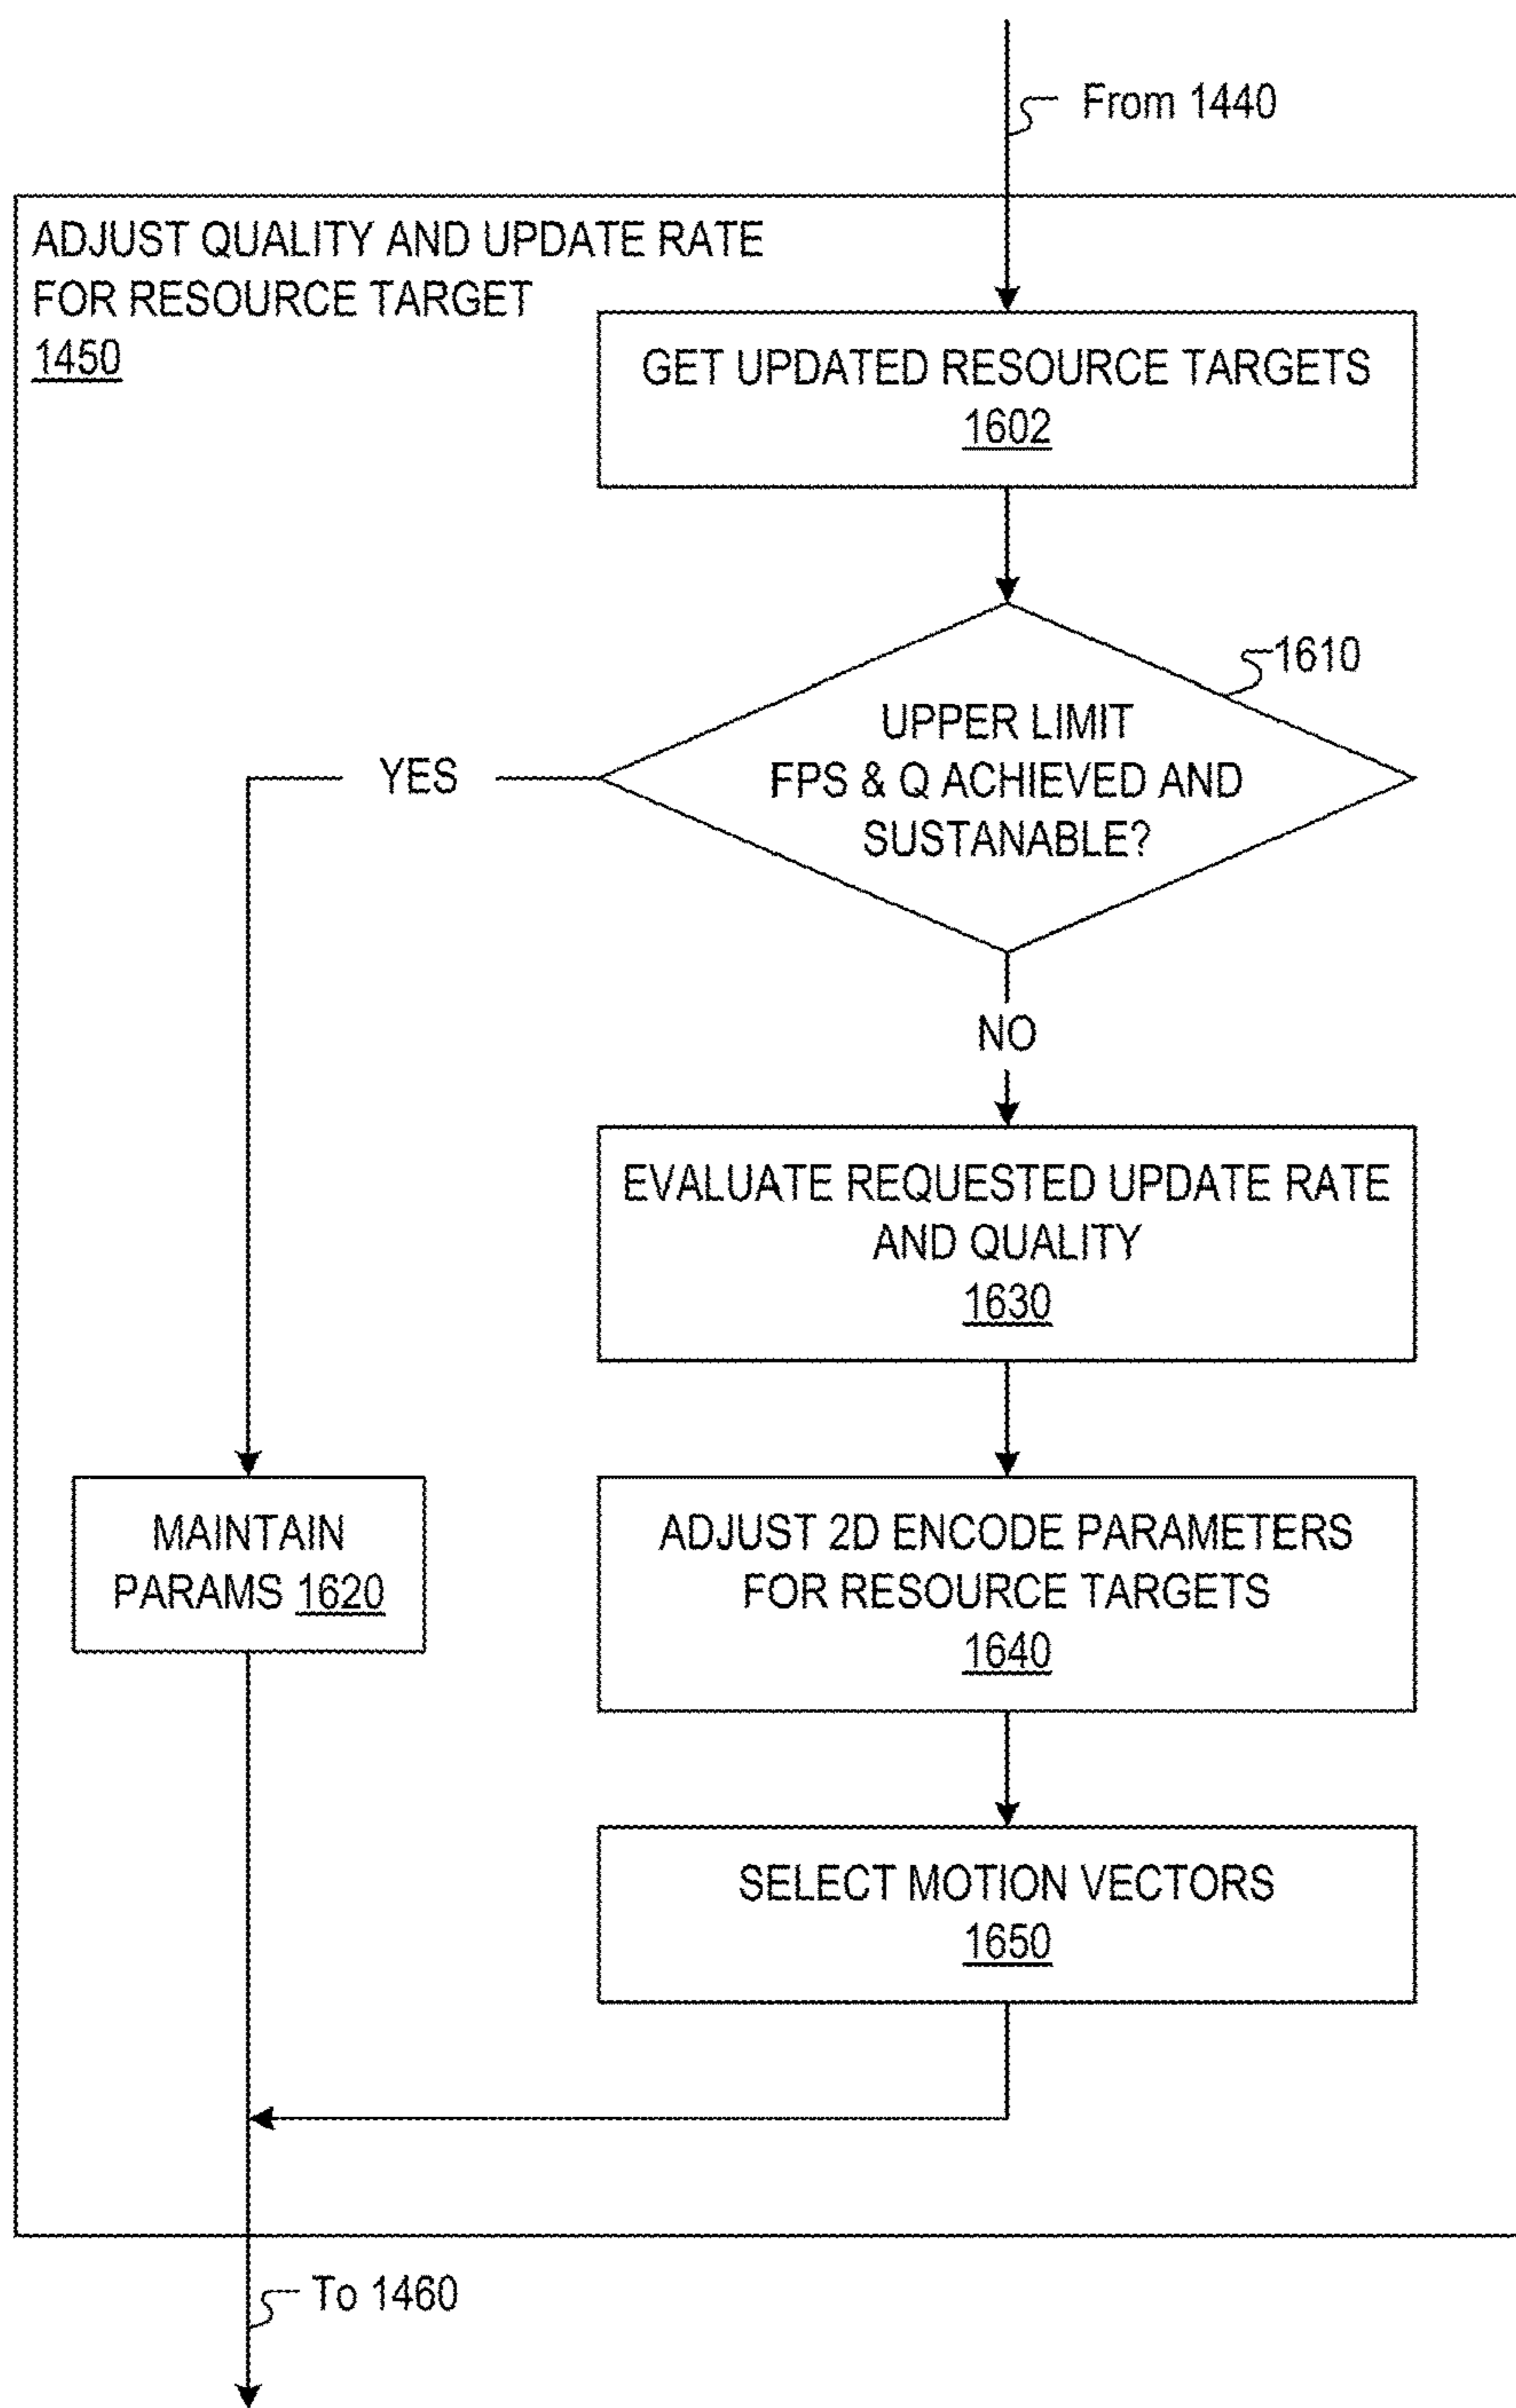 From 1440
ADJUST QUALITY AND UPDATE RATE
FOR RESOURCE TARGET
1450
GET UPDATED RESOURCE TARGETS
1602
1610
UPPER LIMIT
FPS & Q ACHIEVED AND
SUSTANABLE?
YES
NO
EVALUATE REQUESTED UPDATE RATE
AND QUALITY
1630
MAINTAIN
PARAMS 1620
ADJUST 2D ENCODE PARAMETERS
FOR RESOURCE TARGETS
1640
SELECT MOTION VECTORS
1650
To 1460